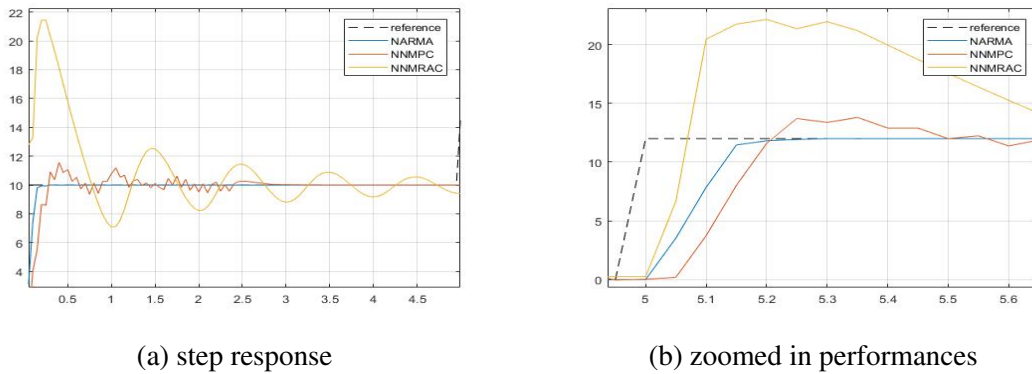 22
20
18
16
14
12
10
8
6
4
0.5 1 1.5 2 2.5 3 3.5 4 4.5
reference
NARMA
NNMPC
NNMRAC
(a) step response
20
15
10
5
0
5 5.1 5.2 5.3 5.4 5.5 5.6
reference
NARMA
NNMPC
NNMRAC
(b) zoomed in performances